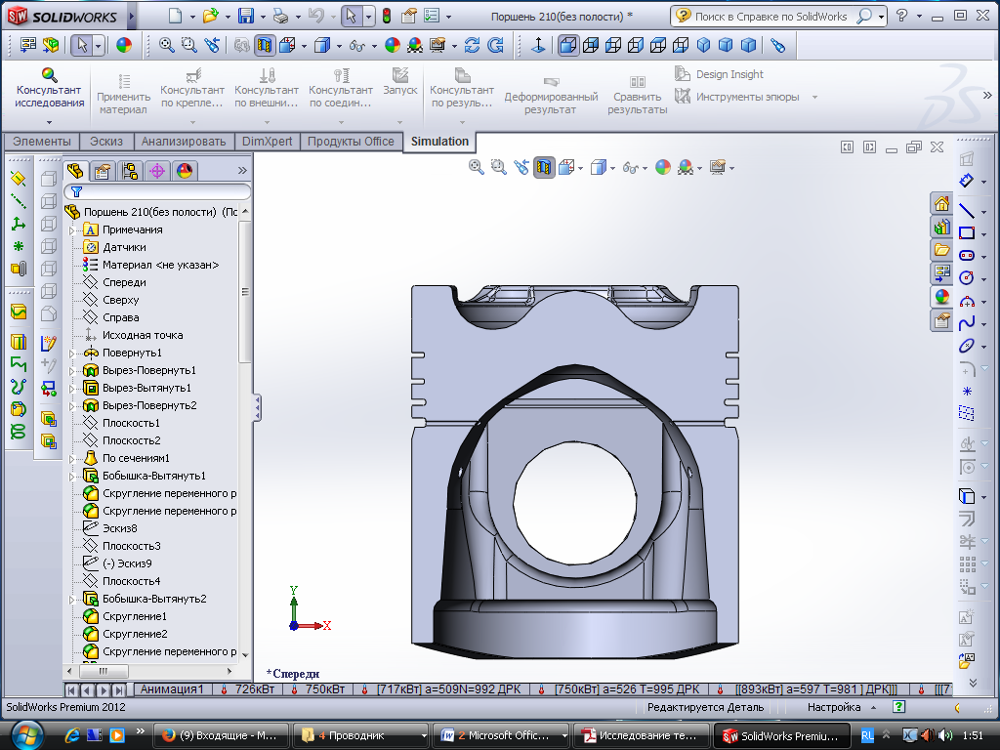 SOLIDWORKS
Поршень 210(без полости) *
Поиск в Справке по SolidWorks
Консультант исследования
Применить материал
Консультант по крепле...
Консультант по внешни...
Консультант по соедин...
Запуск
Консультант по резуль...
Деформированный результат
Сравнить результаты
Design Insight
Инструменты эпюры
Элементы
Эскиз
Анализировать
DimXpert
Продукты Office
Simulation
Поршень 210(без полости) (По
Примечания
Датчики
Материал <не указан>
Спереди
Сверху
Справа
Исходная точка
Повернуть1
Вырез-Повернуть1
Вырез-Вытянуть1
Вырез-Повернуть2
Плоскость1
Плоскость2
По сечениям1
Бобышка-Вытянуть1
Скругление переменного р
Скругление переменного р
Эскиз8
Плоскость3
(-) Эскиз9
Плоскость4
Бобышка-Вытянуть2
Скругление1
Скругление2
Скругление переменного р
Y
X
*Спереди
Анимация1
726кВт
750кВт
[717кВт] a=509N=992 ДРК
[750кВт] a=526 T=995 ДРК
[[893кВт] a=597 T=981 ] ДРК]]]
[[[7
SolidWorks Premium 2012
Редактируется Деталь
Настройка
(9) Входящие - M...
4 Проводник
2 Microsoft Offic...
Исследование те...
SolidWorks Premiu...
RL
1:51